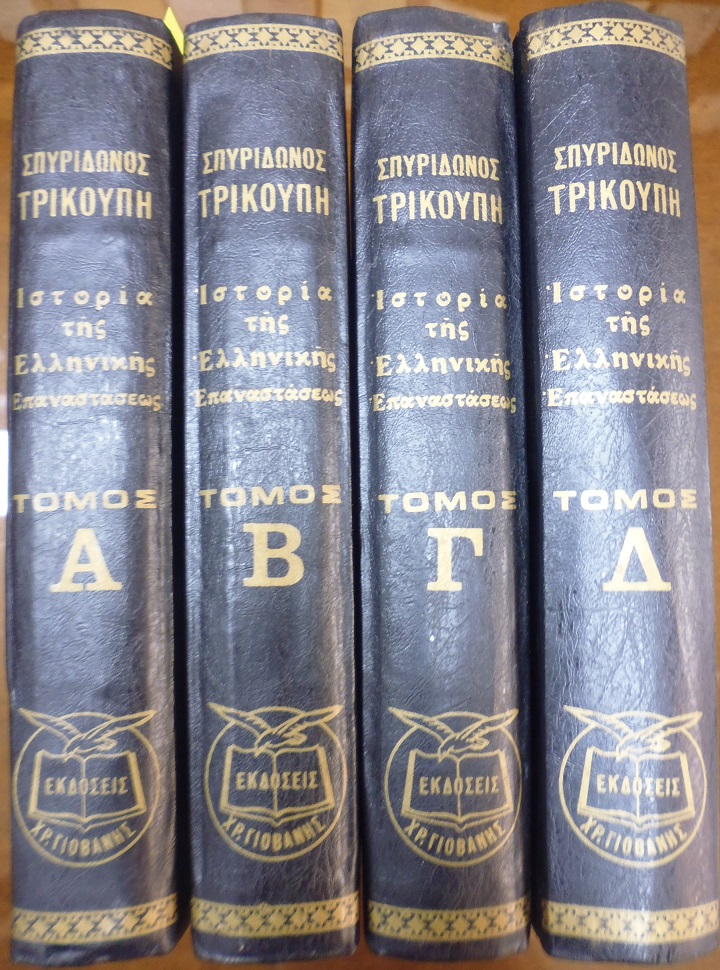 ΣΠΥΡΙΔΩΝΟΣ
ΤΡΙΚΟΥΠΗ
Ἱστορία
τῆς
Ἑλληνικῆς
Ἐπαναστάσεως
ΤΟΜΟΣ
Α
ΕΚΔΟΣΕΙΣ
ΧΡ.ΓΙΟΒΑΝΗΣ
ΣΠΥΡΙΔΩΝΟΣ
ΤΡΙΚΟΥΠΗ
Ἱστορία
τῆς
Ἑλληνικῆς
Ἐπαναστάσεως
ΤΟΜΟΣ
Β
ΕΚΔΟΣΕΙΣ
ΧΡ.ΓΙΟΒΑΝΗΣ
ΣΠΥΡΙΔΩΝΟΣ
ΤΡΙΚΟΥΠΗ
Ἱστορία
τῆς
Ἑλληνικῆς
Ἐπαναστάσεως
ΤΟΜΟΣ
Γ
ΕΚΔΟΣΕΙΣ
ΧΡ.ΓΙΟΒΑΝΗΣ
ΣΠΥΡΙΔΩΝΟΣ
ΤΡΙΚΟΥΠΗ
Ἱστορία
τῆς
Ἑλληνικῆς
Ἐπαναστάσεως
ΤΟΜΟΣ
Δ
ΕΚΔΟΣΕΙΣ
ΧΡ.ΓΙΟΒΑΝΗΣ